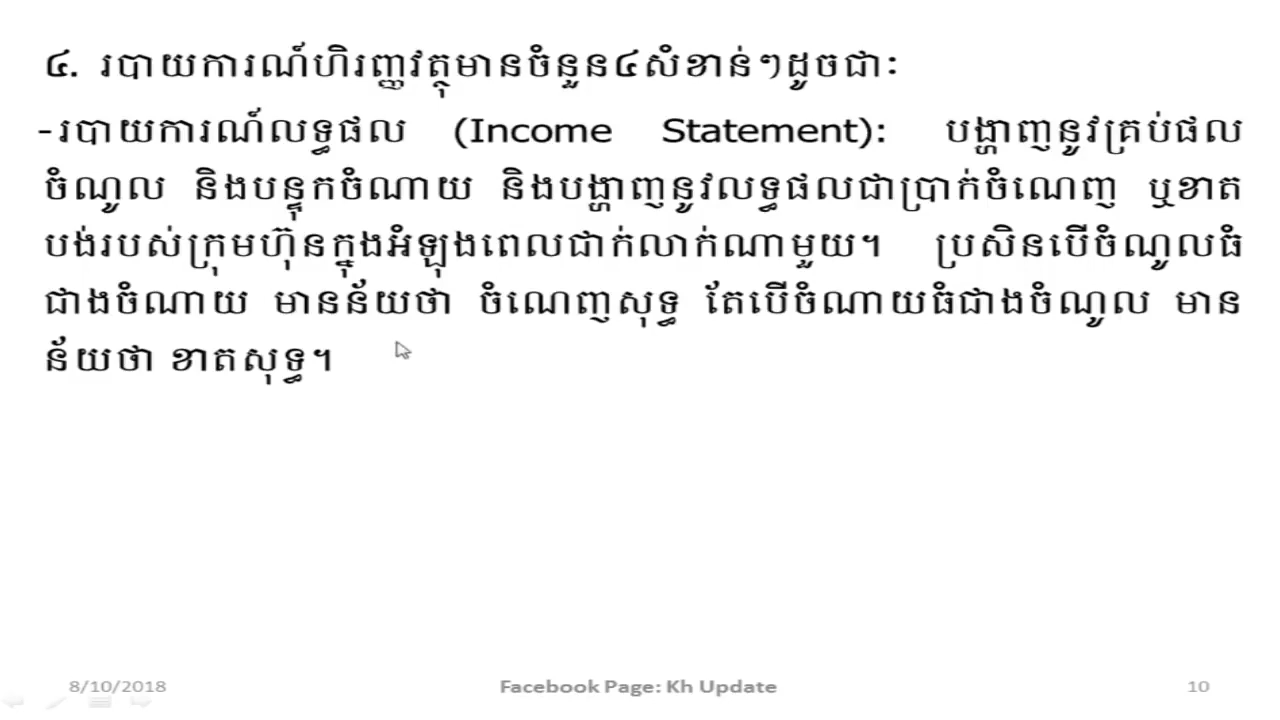 ៤. របាយការណ៍ហិរញ្ញវត្ថុមានចំនួន៤សំខាន់ៗដូចជាៈ
-របាយការណ៍លទ្ធផល (Income Statement): បង្ហាញនូវគ្រប់ផល
ចំណូល និងបន្ទុកចំណាយ និងបង្ហាញនូវលទ្ធផលជាប្រាក់ចំណេញ ឬខាត
បង់របស់ក្រុមហ៊ុនក្នុងអំឡុងពេលជាក់លាក់ណាមួយ។ ប្រសិនបើចំណូលធំ
ជាងចំណាយ មានន័យថា ចំណេញសុទ្ធ តែបើចំណាយធំជាងចំណូល មាន
ន័យថា ខាតសុទ្ធ។
8/10/2018 Facebook Page: Kh Update 10